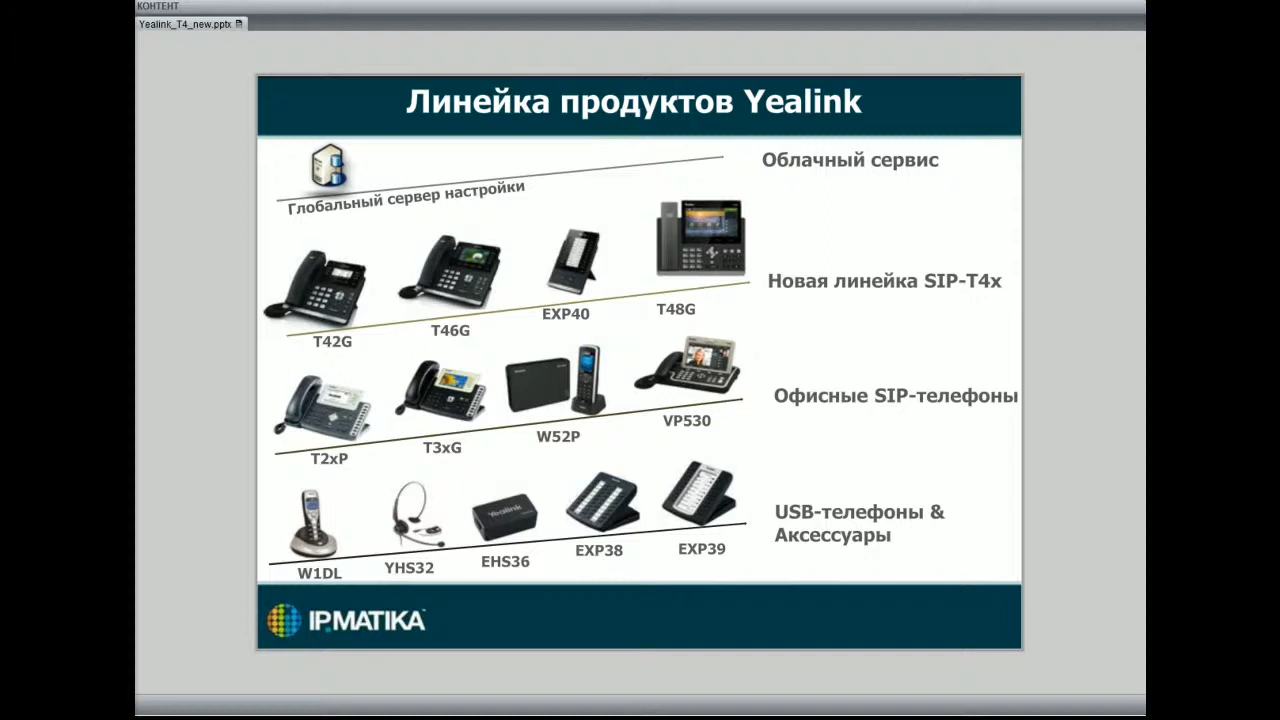 КОНТЕНТ
Yealink_T4_new.pptx
Линейка продуктов Yealink
Облачный сервис
Глобальный сервер настройки
Новая линейка SIP-T4x
T42G
T46G
EXP40
T48G
Офисные SIP-телефоны
T2xP
T3xG
W52P
VP530
Yealink
USB-телефоны &
Аксессуары
W1DL
YHS32
EHS36
EXP38
EXP39
IPMATIKA